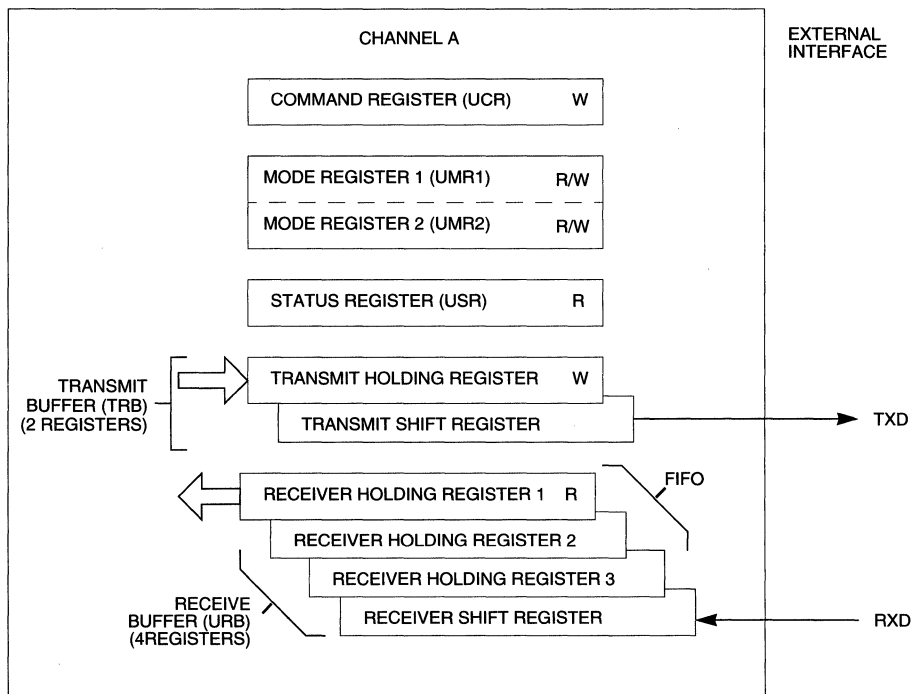 CHANNEL A
EXTERNAL
INTERFACE
COMMAND REGISTER (UCR) W
MODE REGISTER 1 (UMR1) R/W
MODE REGISTER 2 (UMR2) R/W
STATUS REGISTER (USR) R
TRANSMIT
BUFFER (TRB)
(2 REGISTERS)
TRANSMIT HOLDING REGISTER W
TRANSMIT SHIFT REGISTER
TXD
RECEIVER HOLDING REGISTER 1 R
FIFO
RECEIVER HOLDING REGISTER 2
RECEIVER HOLDING REGISTER 3
RECEIVER SHIFT REGISTER
RECEIVE
BUFFER (URB)
(4REGISTERS)
RXD